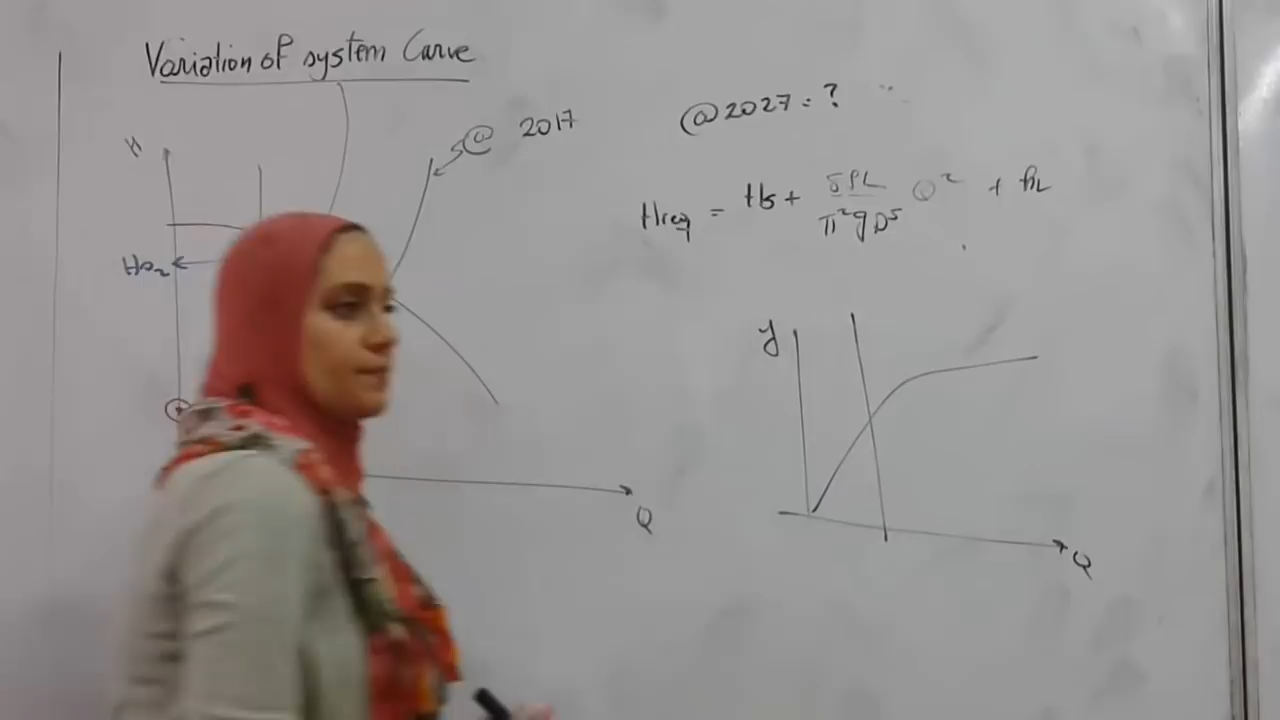 Variation of system Curve
@ 2017
@ 2027 = ?
H
Hreq = Hs + 8FL/π²gD⁵ Q² + hL
Q
y
Q